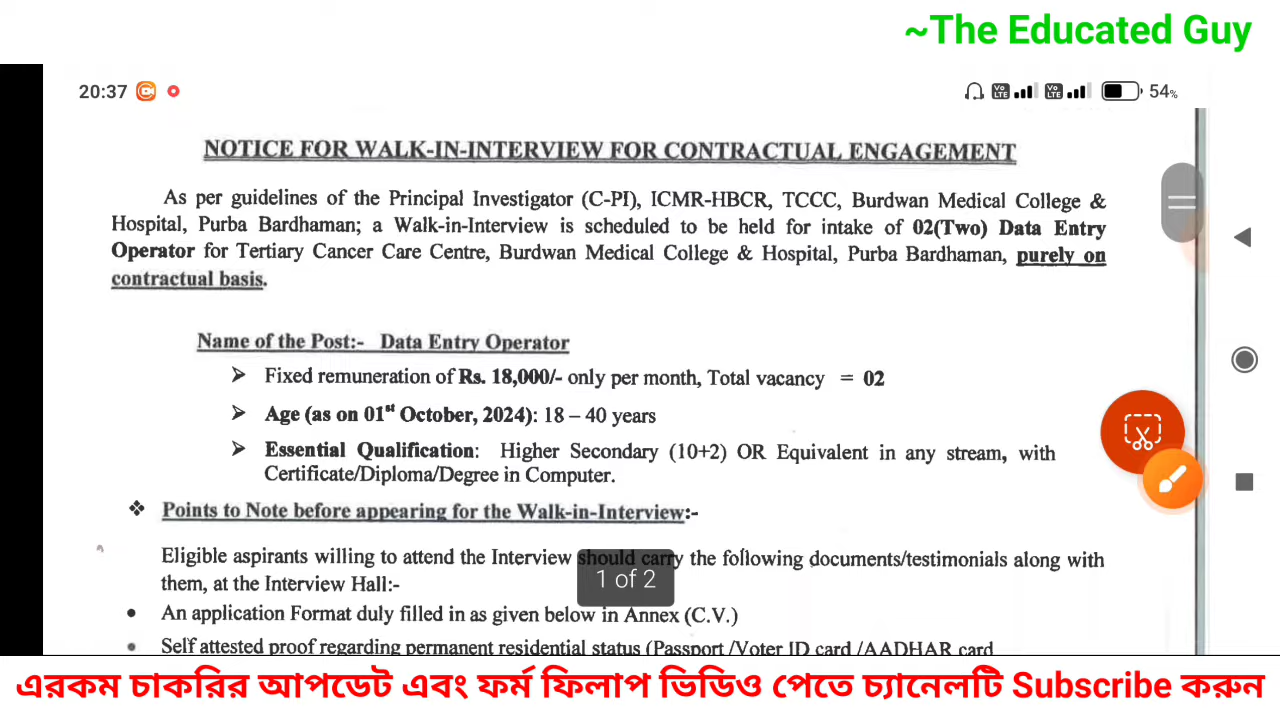 ~The Educated Guy
20:37
54%
NOTICE FOR WALK-IN-INTERVIEW FOR CONTRACTUAL ENGAGEMENT
As per guidelines of the Principal Investigator (C-PI), ICMR-HBCR, TCCC, Burdwan Medical College &
Hospital, Purba Bardhaman; a Walk-in-Interview is scheduled to be held for intake of 02(Two) Data Entry
Operator for Tertiary Cancer Care Centre, Burdwan Medical College & Hospital, Purba Bardhaman, purely on
contractual basis.
Name of the Post:- Data Entry Operator
➤ Fixed remuneration of Rs. 18,000/- only per month, Total vacancy = 02
➤ Age (as on 01st October, 2024): 18 – 40 years
➤ Essential Qualification: Higher Secondary (10+2) OR Equivalent in any stream, with
Certificate/Diploma/Degree in Computer.
❖ Points to Note before appearing for the Walk-in-Interview:-
Eligible aspirants willing to attend the Interview should carry the following documents/testimonials along with
them, at the Interview Hall:-
1 of 2
• An application Format duly filled in as given below in Annex (C.V.)
• Self attested proof regarding permanent residential status (Passport /Voter ID card /AADHAR card
এরকম চাকরির আপডেট এবং ফর্ম ফিলাপ ভিডিও পেতে চ্যানেলটি Subscribe করুন